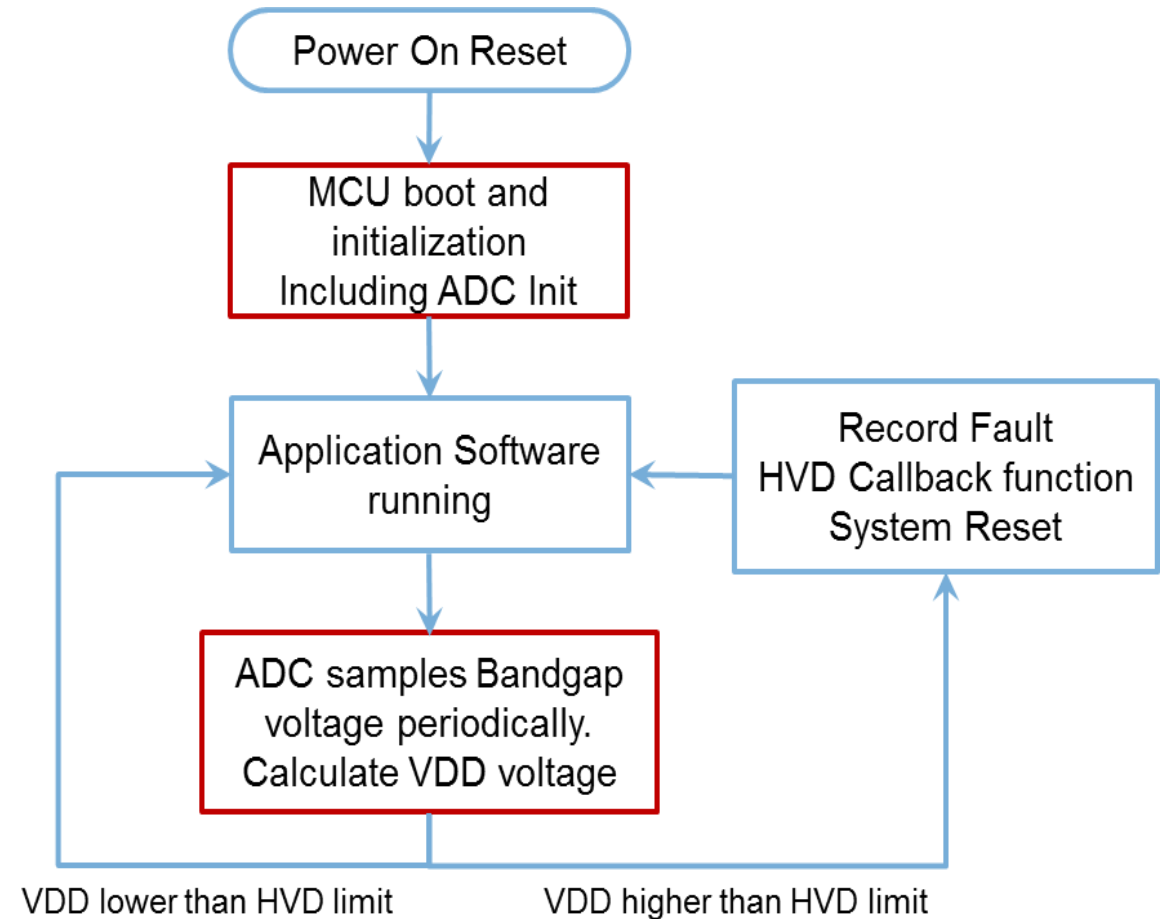 Power On Reset
MCU boot and
initialization
Including ADC Init
Application Software
running
Record Fault
HVD Callback function
System Reset
ADC samples Bandgap
voltage periodically.
Calculate VDD voltage
VDD lower than HVD limit
VDD higher than HVD limit